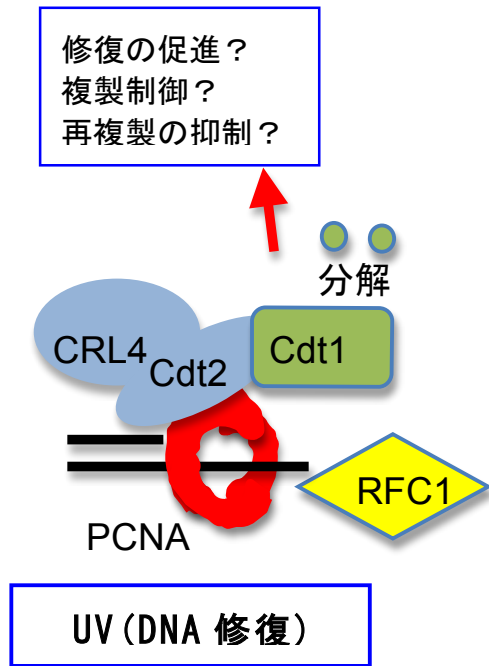 修復の促進？
複製制御？
再複製の抑制？
分解
CRL4
Cdt2
Cdt1
RFC1
PCNA
UV(DNA 修復)